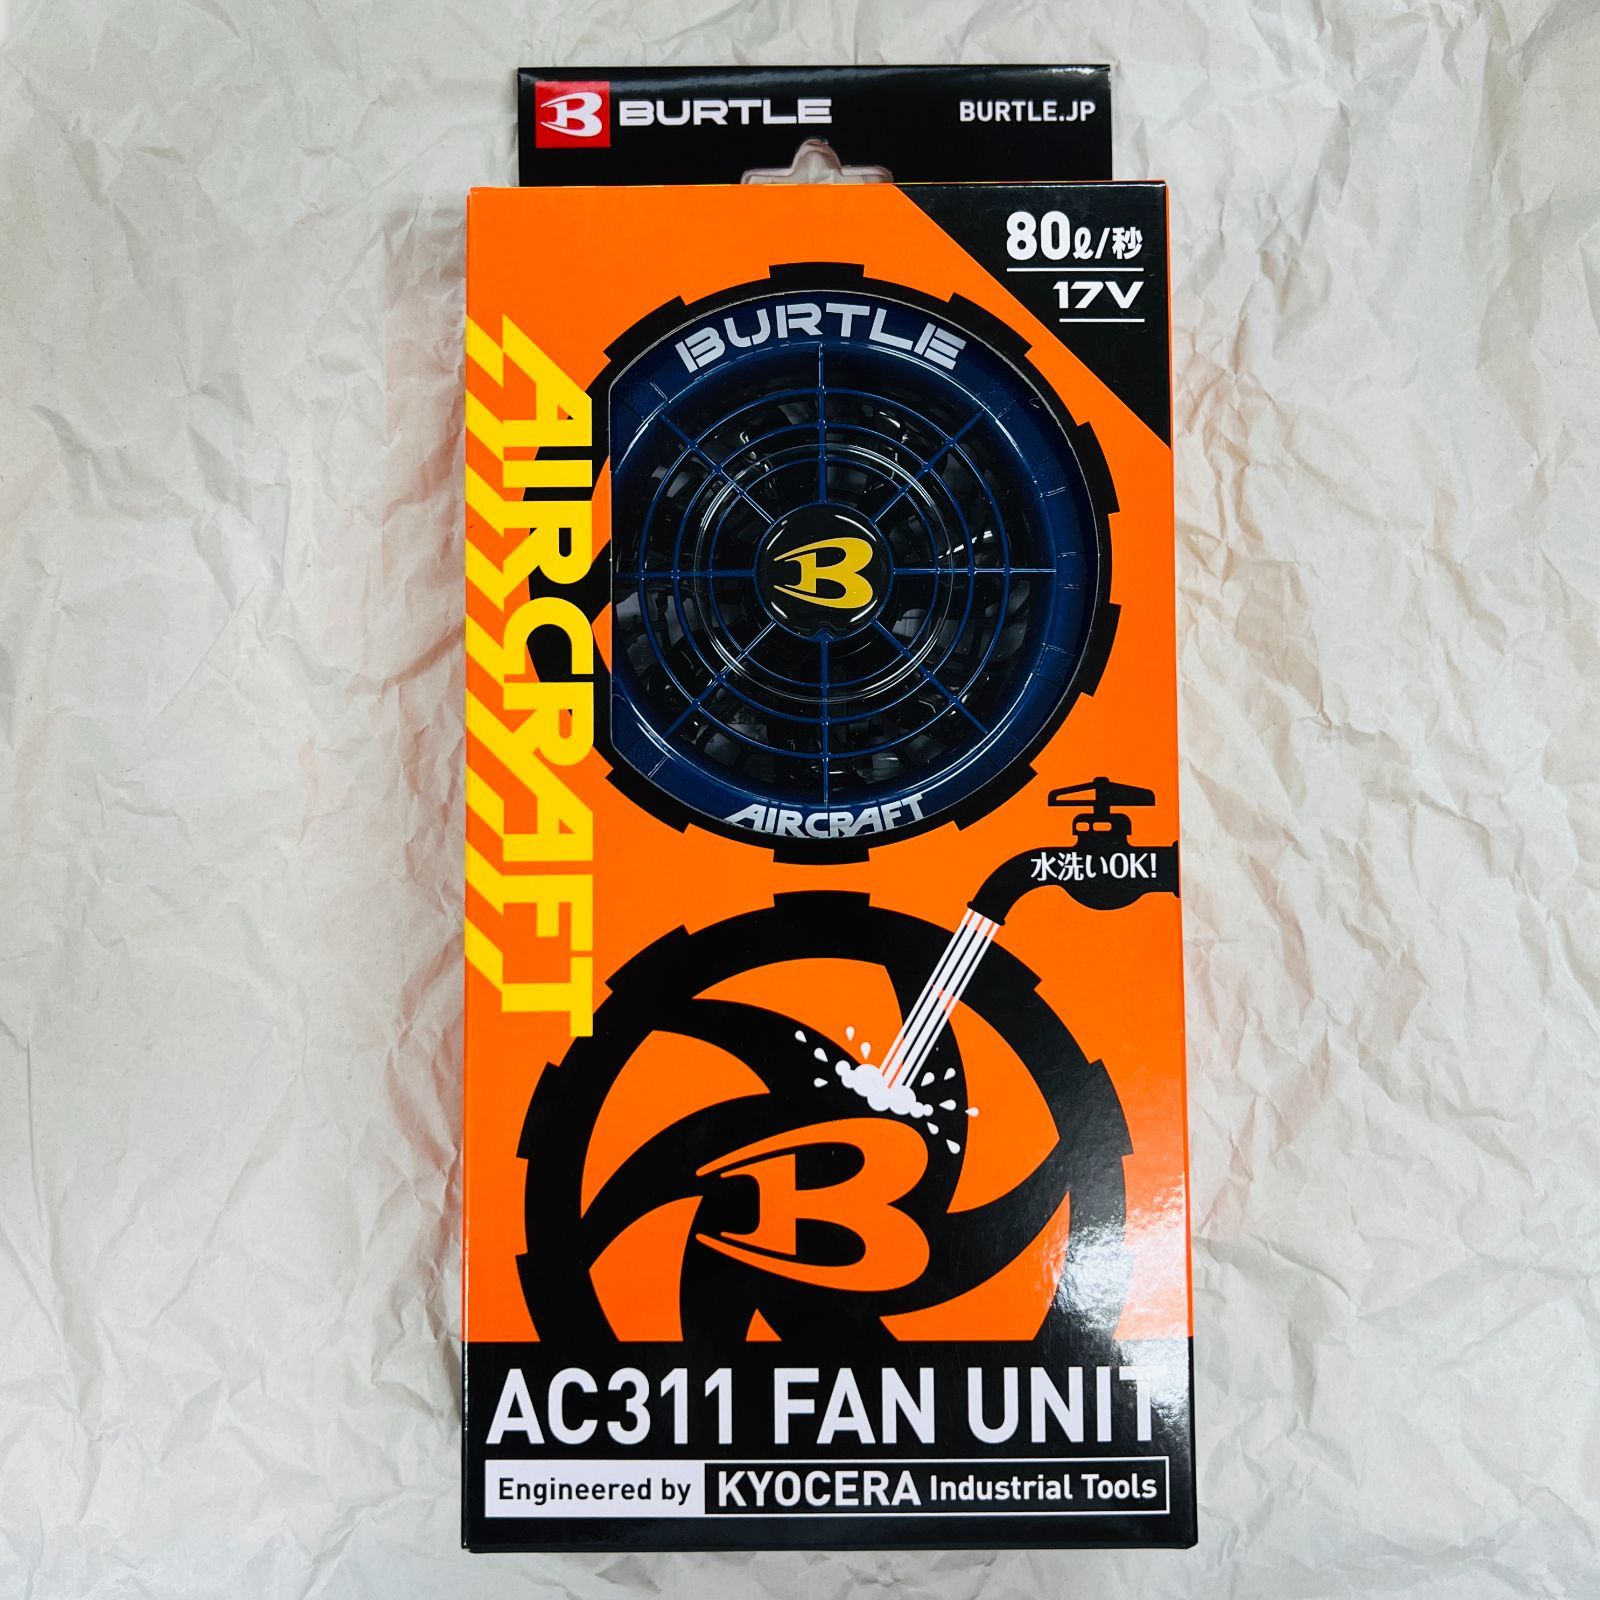 BURTLE
BURTLE.JP
80ℓ/秒
17V
BURTLE
AIRCRAFT
B
AIRCRAFT
水洗いOK!
B
AC311 FAN UNIT
Engineered by KYOCERA Industrial Tools